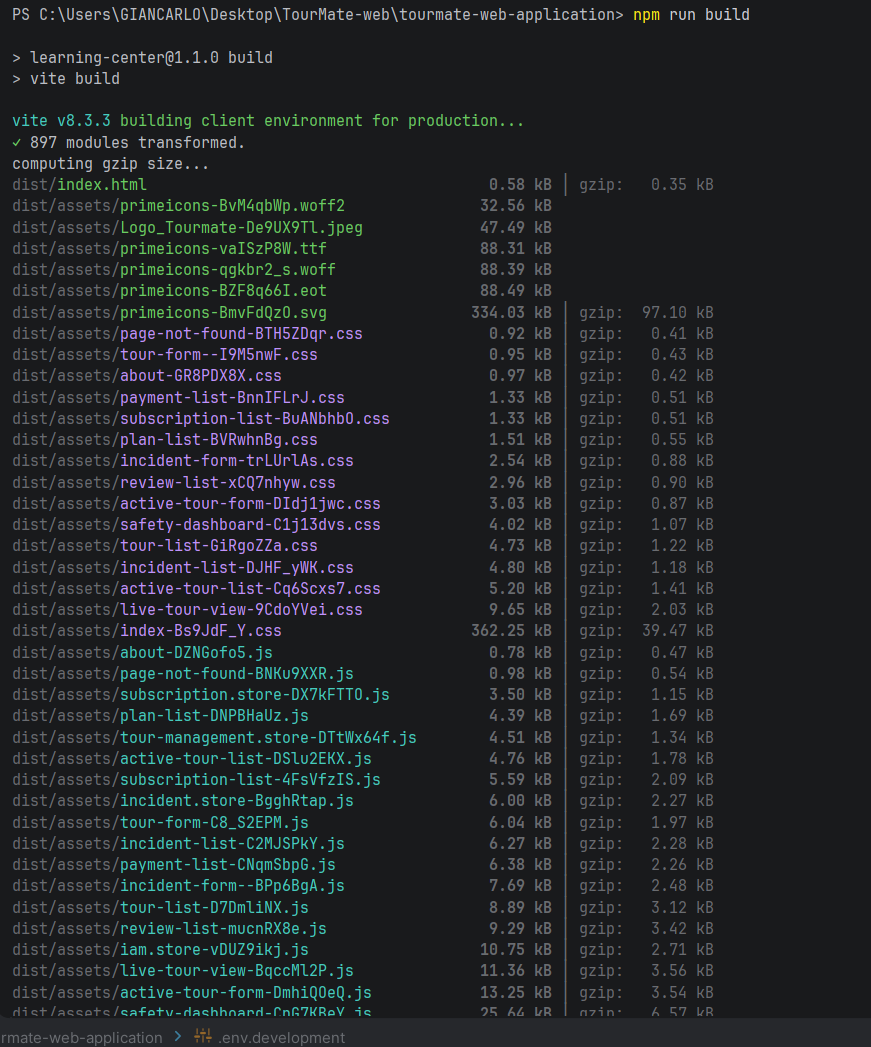 PS C:\Users\GIANCARLO\Desktop\TourMate-web\tourmate-web-application> npm run build
> learning-center@1.1.0 build
> vite build
vite v8.3.3 building client environment for production...
✓ 897 modules transformed.
computing gzip size...
dist/index.html 0.58 kB │ gzip: 0.35 kB
dist/assets/primeicons-BvM4qbWp.woff2 32.56 kB
dist/assets/Logo_Tourmate-De9UX9Tl.jpeg 47.49 kB
dist/assets/primeicons-vaISzP8W.ttf 88.31 kB
dist/assets/primeicons-qgkbr2_s.woff 88.39 kB
dist/assets/primeicons-BZF8q66I.eot 88.49 kB
dist/assets/primeicons-BmvFdQzO.svg 334.03 kB │ gzip: 97.10 kB
dist/assets/page-not-found-BTH5ZDqr.css 0.92 kB │ gzip: 0.41 kB
dist/assets/tour-form--I9M5nwF.css 0.95 kB │ gzip: 0.43 kB
dist/assets/about-GR8PDX8X.css 0.97 kB │ gzip: 0.42 kB
dist/assets/payment-list-BnnIFLrJ.css 1.33 kB │ gzip: 0.51 kB
dist/assets/subscription-list-BuANbhbO.css 1.33 kB │ gzip: 0.51 kB
dist/assets/plan-list-BVRwhnBg.css 1.51 kB │ gzip: 0.55 kB
dist/assets/incident-form-trLUrlAs.css 2.54 kB │ gzip: 0.88 kB
dist/assets/review-list-xCQ7nhyw.css 2.96 kB │ gzip: 0.90 kB
dist/assets/active-tour-form-DIdj1jwc.css 3.03 kB │ gzip: 0.87 kB
dist/assets/safety-dashboard-C1j13dvs.css 4.02 kB │ gzip: 1.07 kB
dist/assets/tour-list-GiRgoZZa.css 4.73 kB │ gzip: 1.22 kB
dist/assets/incident-list-DJHF_yWK.css 4.80 kB │ gzip: 1.18 kB
dist/assets/active-tour-list-Cq6Scxs7.css 5.20 kB │ gzip: 1.41 kB
dist/assets/live-tour-view-9CdoYVei.css 9.65 kB │ gzip: 2.03 kB
dist/assets/index-Bs9JdF_Y.css 362.25 kB │ gzip: 39.47 kB
dist/assets/about-DZNGofo5.js 0.78 kB │ gzip: 0.47 kB
dist/assets/page-not-found-BNKu9XXR.js 0.98 kB │ gzip: 0.54 kB
dist/assets/subscription.store-DX7kFTTO.js 3.50 kB │ gzip: 1.15 kB
dist/assets/plan-list-DNPBHaUz.js 4.39 kB │ gzip: 1.69 kB
dist/assets/tour-management.store-DTtWx64f.js 4.51 kB │ gzip: 1.34 kB
dist/assets/active-tour-list-DSlu2EKX.js 4.76 kB │ gzip: 1.78 kB
dist/assets/subscription-list-4FsVfzIS.js 5.59 kB │ gzip: 2.09 kB
dist/assets/incident.store-BgghRtap.js 6.00 kB │ gzip: 2.27 kB
dist/assets/tour-form-C8_S2EPM.js 6.04 kB │ gzip: 1.97 kB
dist/assets/incident-list-C2MJSPkY.js 6.27 kB │ gzip: 2.28 kB
dist/assets/payment-list-CNqmSbpG.js 6.38 kB │ gzip: 2.26 kB
dist/assets/incident-form--BPp6BgA.js 7.69 kB │ gzip: 2.48 kB
dist/assets/tour-list-D7DmliNX.js 8.89 kB │ gzip: 3.12 kB
dist/assets/review-list-mucnRX8e.js 9.29 kB │ gzip: 3.42 kB
dist/assets/iam.store-vDUZ9ikj.js 10.75 kB │ gzip: 2.71 kB
dist/assets/live-tour-view-BqccMl2P.js 11.36 kB │ gzip: 3.56 kB
dist/assets/active-tour-form-DmhiQOeQ.js 13.25 kB │ gzip: 3.54 kB
dist/assets/safety-dashboard-CpG7KBeY.js 25.64 kB │ gzip: 6.57 kB
rmate-web-application > .env.development